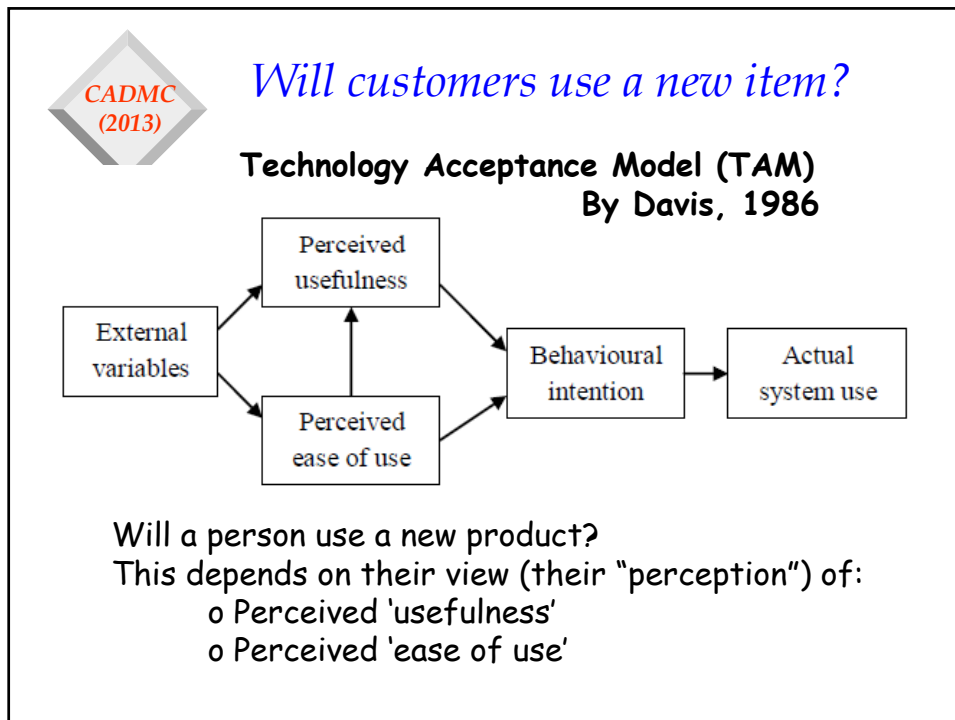 CADMC
(2013)
Will customers use a new item?
Technology Acceptance Model (TAM)
By Davis, 1986
Perceived
usefulness
External
variables
Behavioural
intention
Actual
system use
Perceived
ease of use
Will a person use a new product?
This depends on their view (their “perception”) of:
o Perceived ‘usefulness’
o Perceived ‘ease of use’